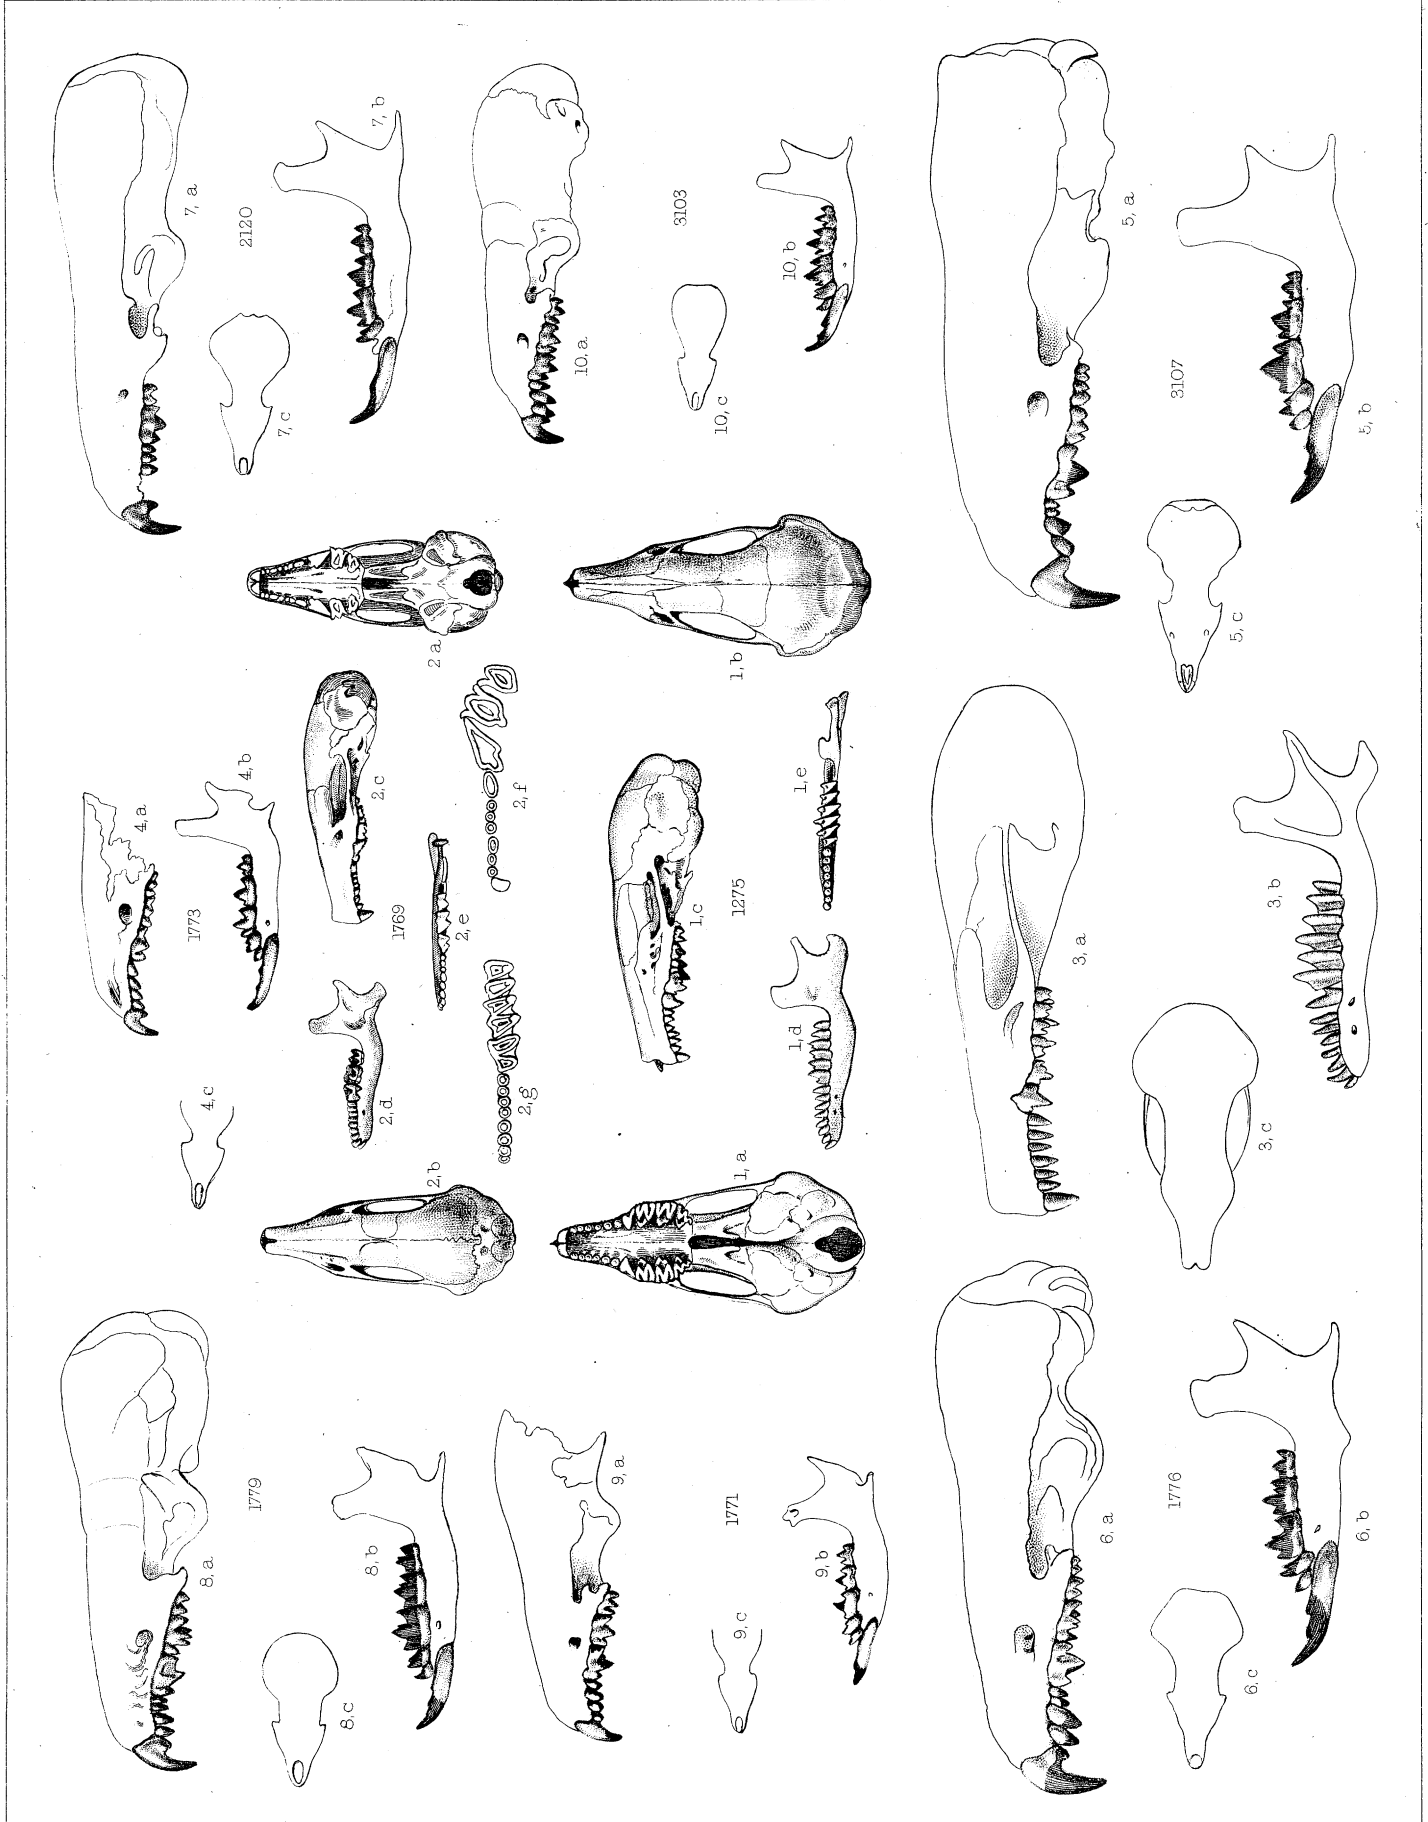 7, a
2120
7, b
7, c
10, a
3103
10, b
10, c
5, a
3107
5, b
5, c
2 a
1, b
4, a
1773
4, b
4, c
2, c
1769
2, e
2, f
2, d
2, g
2, b
1, c
1275
1, e
1, d
1, a
3, a
3, b
3, c
8, a
1779
8, b
8, c
9, a
1771
9, b
9, c
6, a
1776
6, b
6, c